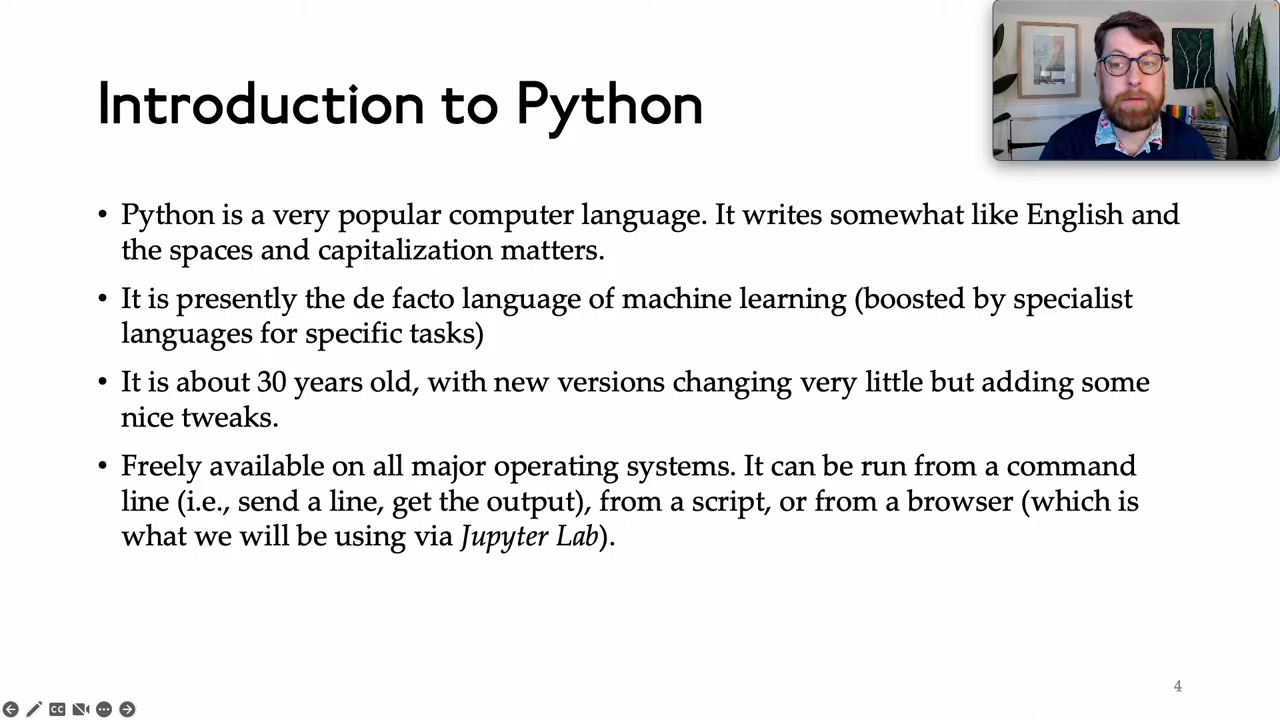 Introduction to Python
• Python is a very popular computer language. It writes somewhat like English and
the spaces and capitalization matters.
• It is presently the de facto language of machine learning (boosted by specialist
languages for specific tasks)
• It is about 30 years old, with new versions changing very little but adding some
nice tweaks.
• Freely available on all major operating systems. It can be run from a command
line (i.e., send a line, get the output), from a script, or from a browser (which is
what we will be using via Jupyter Lab).
4
CC